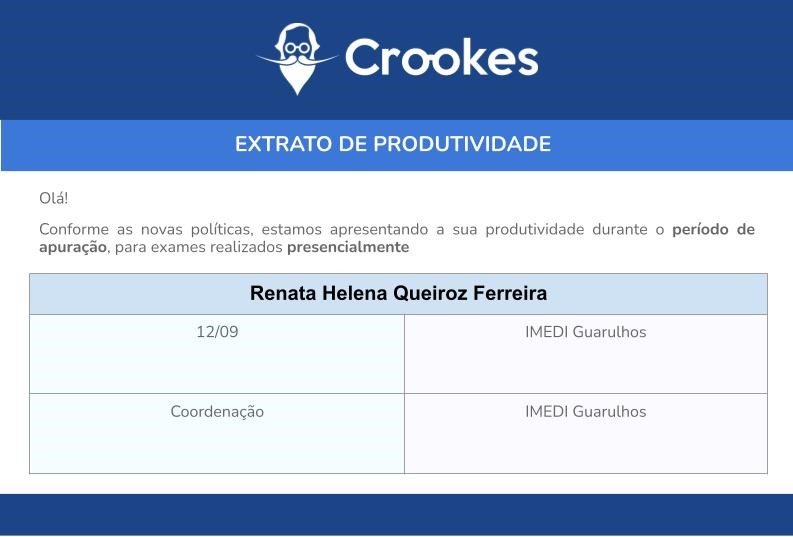 Crookes
EXTRATO DE PRODUTIVIDADE
Olá!
Conforme as novas políticas, estamos apresentando a sua produtividade durante o período de
apuração, para exames realizados presencialmente
Renata Helena Queiroz Ferreira
12/09 IMEDI Guarulhos
Coordenação IMEDI Guarulhos